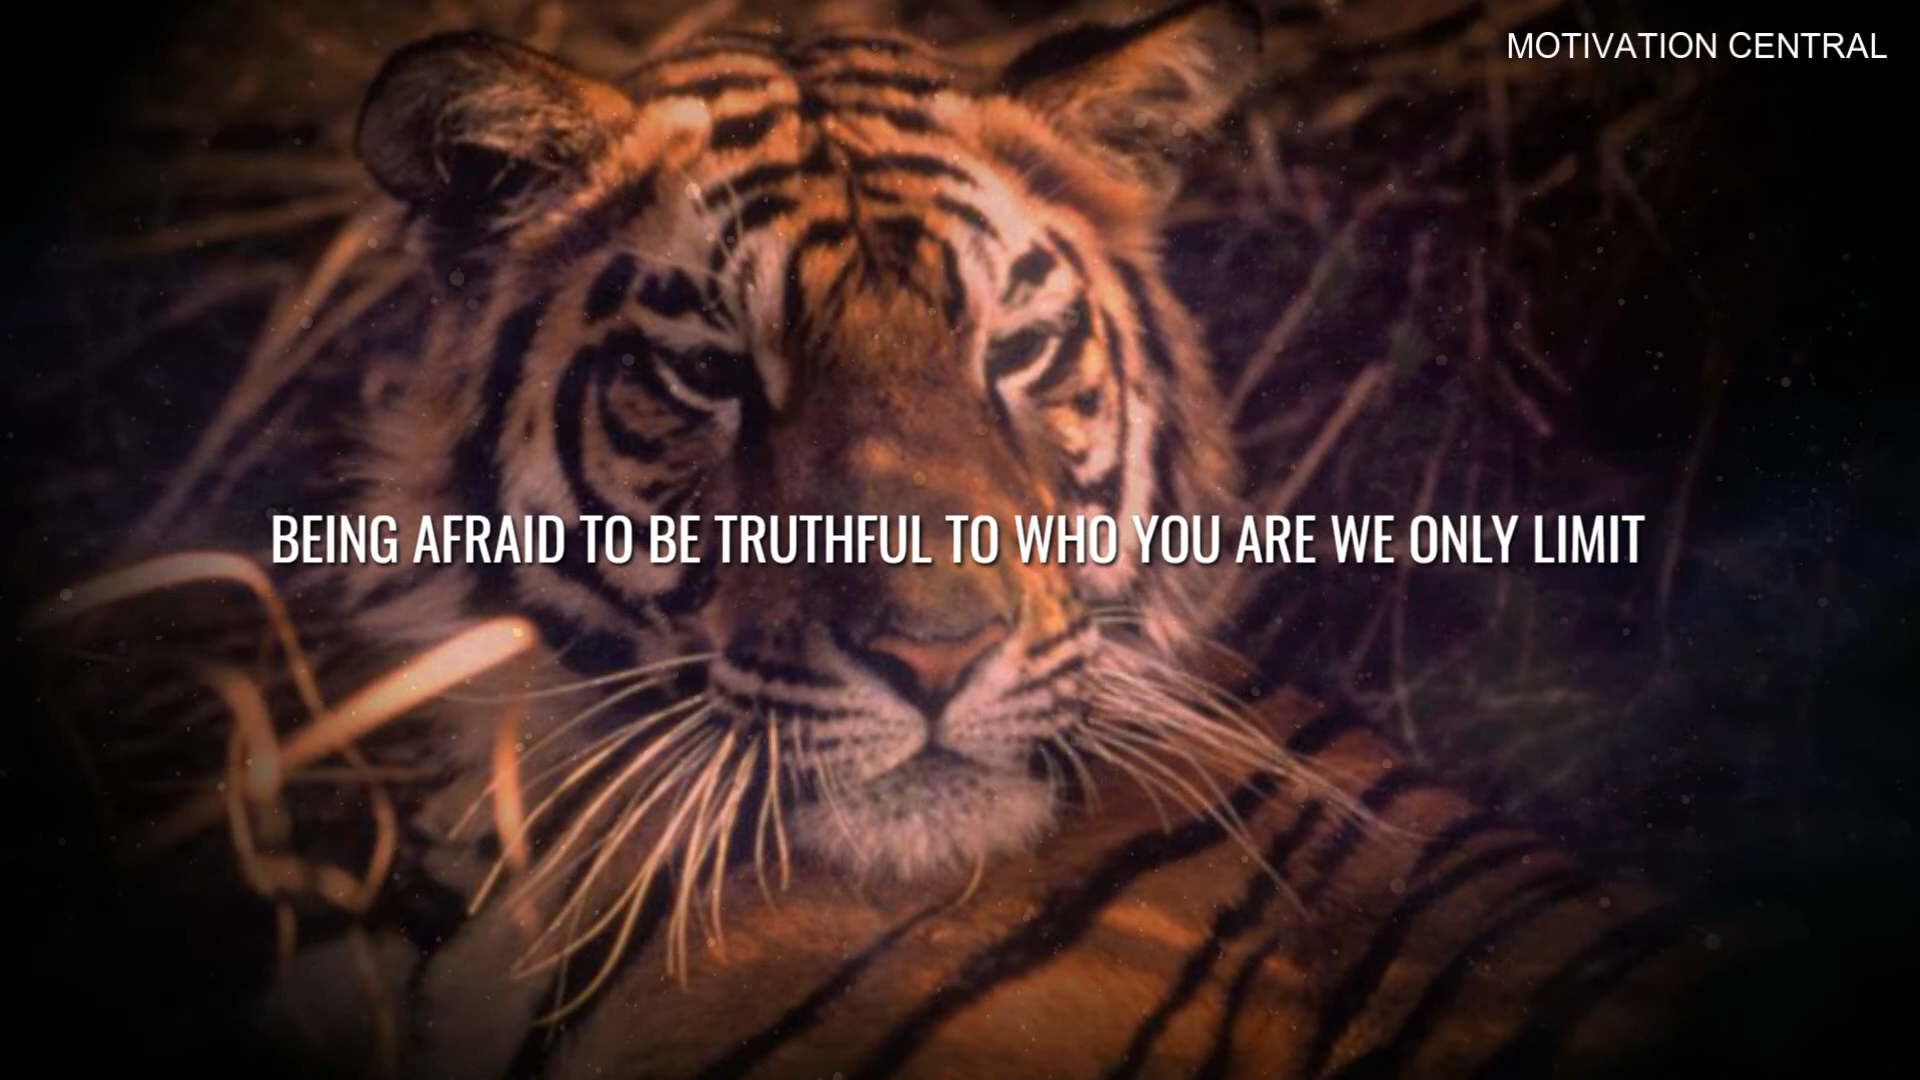 MOTIVATION CENTRAL
BEING AFRAID TO BE TRUTHFUL TO WHO YOU ARE WE ONLY LIMIT